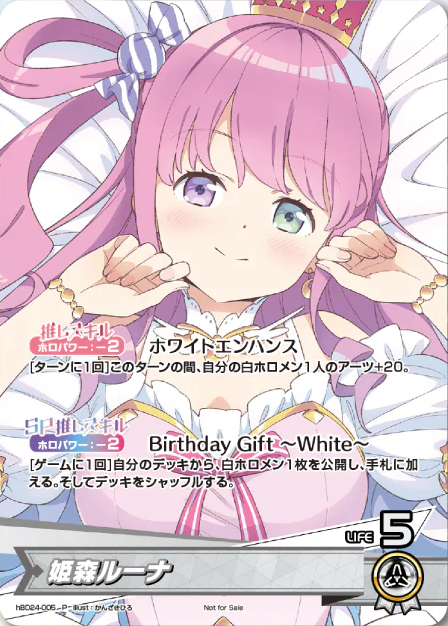 推しスキル
ホロパワー：－2
ホワイトエンハンス
[ターンに1回]このターンの間、自分の白ホロメン1人のアーツ+20。
SP推しスキル
ホロパワー：－2
Birthday Gift ～White～
[ゲームに1回]自分のデッキから、白ホロメン1枚を公開し、手札に加
える。そしてデッキをシャッフルする。
LIFE 5
姫森ルーナ
hBD24-005 P Illust：かんざきひろ Not for Sale